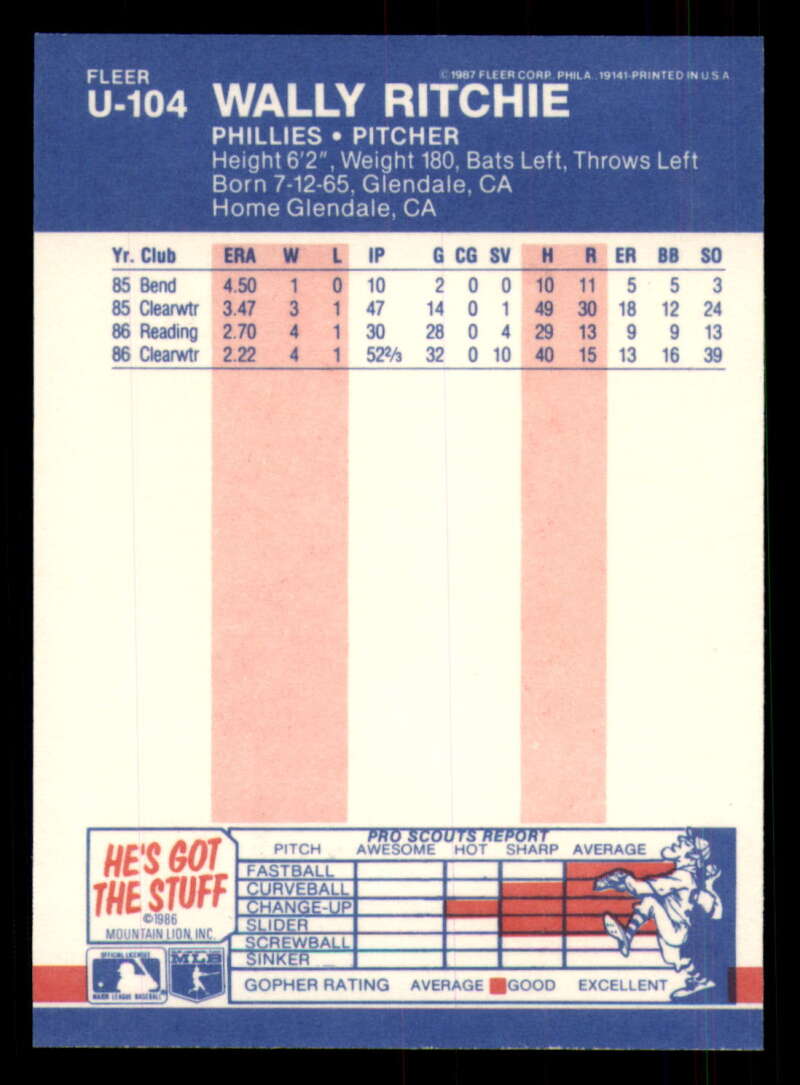 FLEER
©1987 FLEER CORP. PHILA., 19141-PRINTED IN U.S.A
U-104 WALLY RITCHIE
PHILLIES • PITCHER
Height 6'2", Weight 180, Bats Left, Throws Left
Born 7-12-65, Glendale, CA
Home Glendale, CA
Yr. Club ERA W L IP G CG SV H R ER BB SO
85 Bend 4.50 1 0 10 2 0 0 10 11 5 5 3
85 Clearwtr 3.47 3 1 47 14 0 1 49 30 18 12 24
86 Reading 2.70 4 1 30 28 0 4 29 13 9 9 13
86 Clearwtr 2.22 4 1 52⅔ 32 0 10 40 15 13 16 39
HE'S GOT
THE STUFF
©1986
MOUNTAIN LION, INC.
PRO SCOUTS REPORT
PITCH AWESOME HOT SHARP AVERAGE
FASTBALL
CURVEBALL
CHANGE-UP
SLIDER
SCREWBALL
SINKER
GOPHER RATING AVERAGE GOOD EXCELLENT
OFFICIAL LICENSEE
MAJOR LEAGUE BASEBALL
MLB